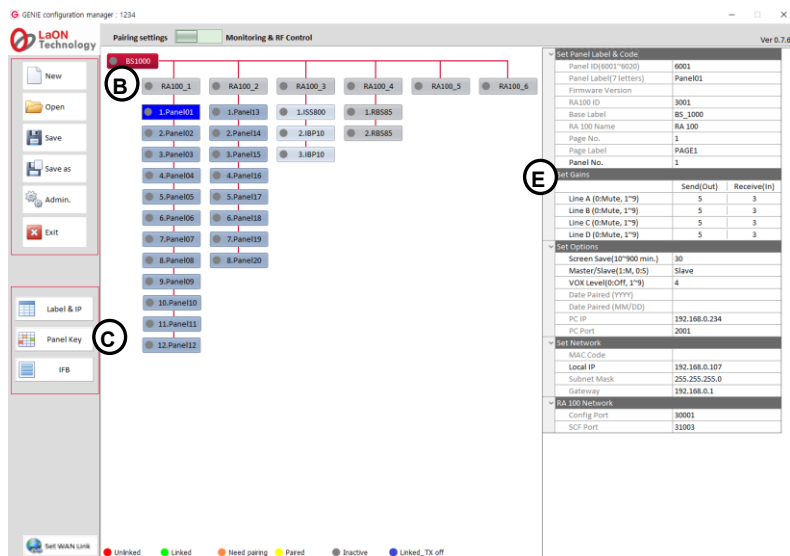 GENIE configuration manager : 1234
LaON Technology
Pairing settings Monitoring & RF Control
Ver 0.7.6
New
Open
Save
Save as
Admin.
Exit
Label & IP
Panel Key
IFB
Set WAN Link
C
B
BS1000
RA100_1 RA100_2 RA100_3 RA100_4 RA100_5 RA100_6
1.Panel01 1.Panel13 1.ISS800 1.RBS85
2.Panel02 2.Panel14 2.IBP10 2.RBS85
3.Panel03 3.Panel15 3.IBP10
4.Panel04 4.Panel16
5.Panel05 5.Panel17
6.Panel06 6.Panel18
7.Panel07 7.Panel19
8.Panel08 8.Panel20
9.Panel09
10.Panel10
11.Panel11
12.Panel12
Unlinked Linked Need pairing Paired Inactive Linked_TX off
E
Set Panel Label & Code
Panel ID(6001~6020) 6001
Panel Label(7 letters) Panel01
Firmware Version
RA100 ID 3001
Base Label BS_1000
RA 100 Name RA 100
Page No. 1
Page Label PAGE1
Panel No. 1
Set Gains
Send(Out) Receive(In)
Line A (0:Mute, 1~9) 5 3
Line B (0:Mute, 1~9) 5 3
Line C (0:Mute, 1~9) 5 3
Line D (0:Mute, 1~9) 5 3
Set Options
Screen Save(10~900 min.) 30
Master/Slave(1:M, 0:S) Slave
VOX Level(0:Off, 1~9) 4
Date Paired (YYYY)
Date Paired (MM/DD)
PC IP 192.168.0.234
PC Port 2001
Set Network
MAC Code
Local IP 192.168.0.107
Subnet Mask 255.255.255.0
Gateway 192.168.0.1
RA 100 Network
Config Port 30001
SCF Port 31003